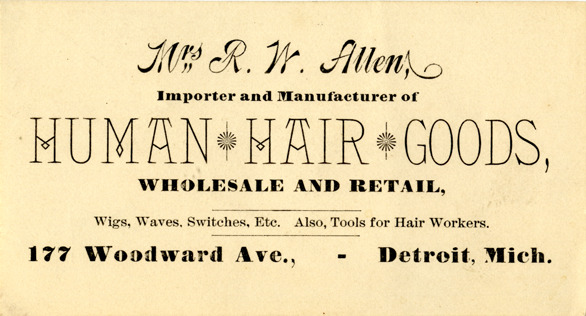 Mrs R. W. Allen,
Importer and Manufacturer of
HUMAN HAIR GOODS,
WHOLESALE AND RETAIL,
Wigs, Waves, Switches, Etc. Also, Tools for Hair Workers.
177 Woodward Ave., - Detroit, Mich.